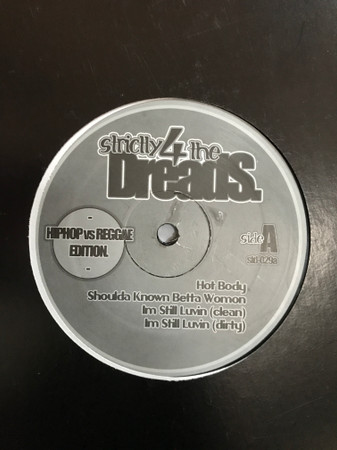 strictly 4 the
Dreads.
HIPHOP vs REGGAE
EDITION.
side A
Hot Body
Shoulda Known Betta Womon
Im Still Luvin (clean)
Im Still Luvin (dirty)